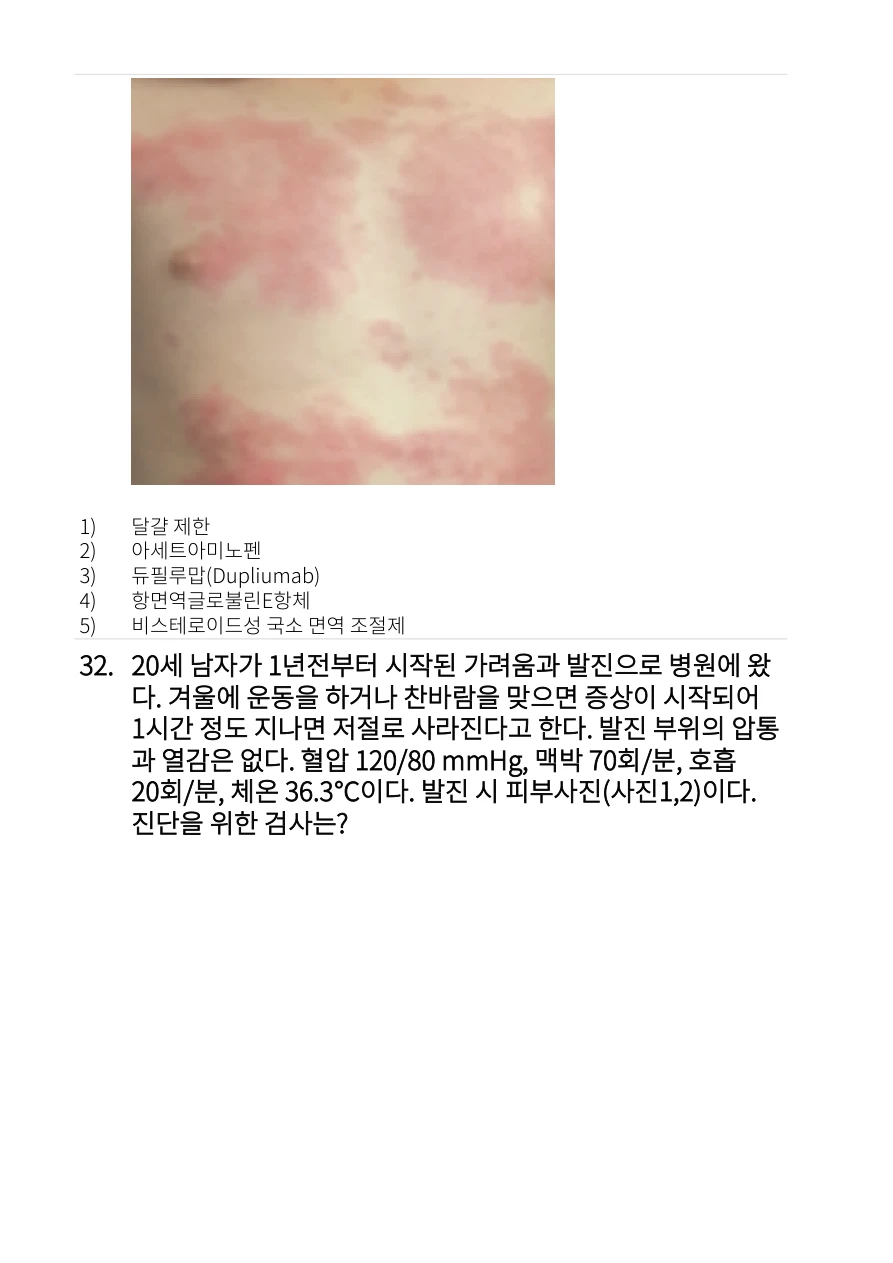 1) 달걀 제한
2) 아세트아미노펜
3) 듀필루맙(Dupliumab)
4) 항면역글로불린E항체
5) 비스테로이드성 국소 면역 조절제
32. 20세 남자가 1년전부터 시작된 가려움과 발진으로 병원에 왔
다. 겨울에 운동을 하거나 찬바람을 맞으면 증상이 시작되어
1시간 정도 지나면 저절로 사라진다고 한다. 발진 부위의 압통
과 열감은 없다. 혈압 120/80 mmHg, 맥박 70회/분, 호흡
20회/분, 체온 36.3℃이다. 발진 시 피부사진(사진1,2)이다.
진단을 위한 검사는?